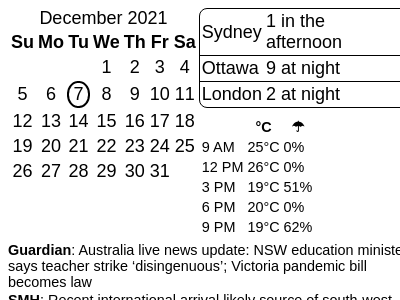 December 2021
Su Mo Tu We Th Fr Sa
1 2 3 4
5 6 7 8 9 10 11
12 13 14 15 16 17 18
19 20 21 22 23 24 25
26 27 28 29 30 31
Sydney 1 in the
afternoon
Ottawa 9 at night
London 2 at night
°C ☂
9 AM 25°C 0%
12 PM 26°C 0%
3 PM 19°C 51%
6 PM 20°C 0%
9 PM 19°C 62%
Guardian: Australia live news update: NSW education
says teacher strike ‘disingenuous’; Victoria pandemic bill
becomes law
SMH: Recent international arrival likely source of south-west